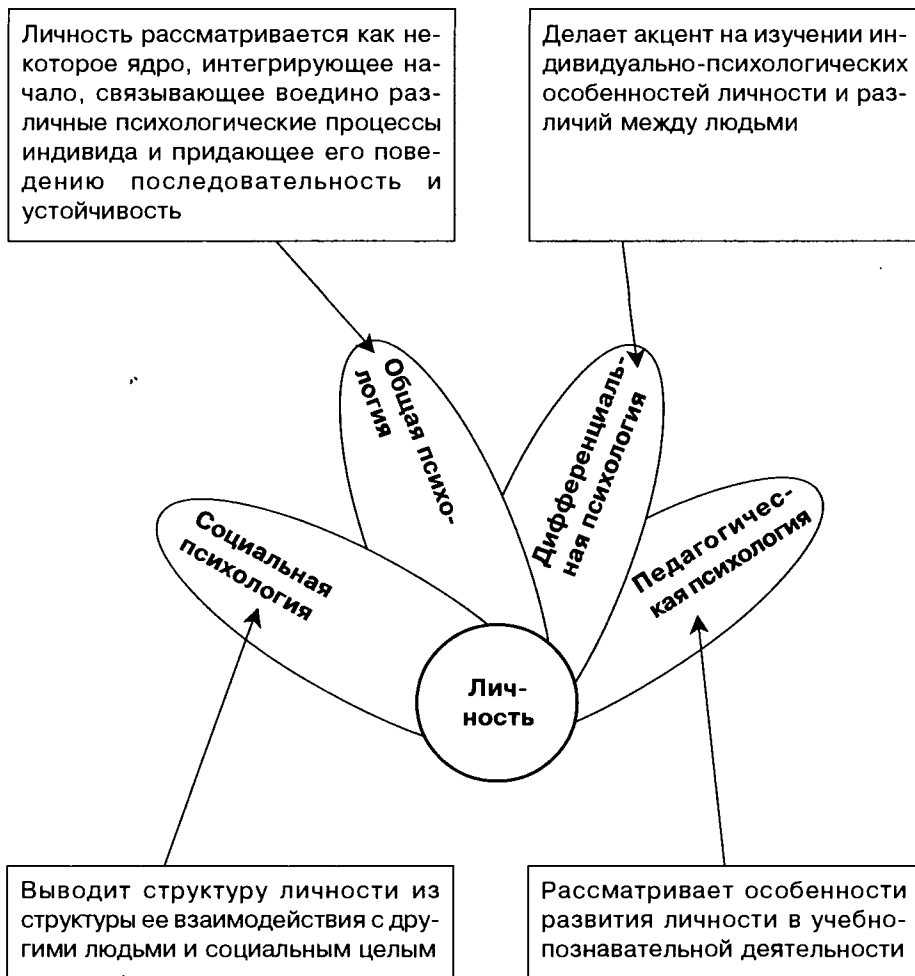 Личность рассматривается как не-
которое ядро, интегрирующее на-
чало, связывающее воедино раз-
личные психологические процессы
индивида и придающее его пове-
дению последовательность и
устойчивость
Делает акцент на изучении ин-
дивидуально-психологических
особенностей личности и раз-
личий между людьми
Социальная
психология
Общая психо-
логия
Дифференциаль-
ная психология
Педагогичес-
кая психология
Лич-
ность
Выводит структуру личности из
структуры ее взаимодействия с дру-
гими людьми и социальным целым
Рассматривает особенности
развития личности в учебно-
познавательной деятельности